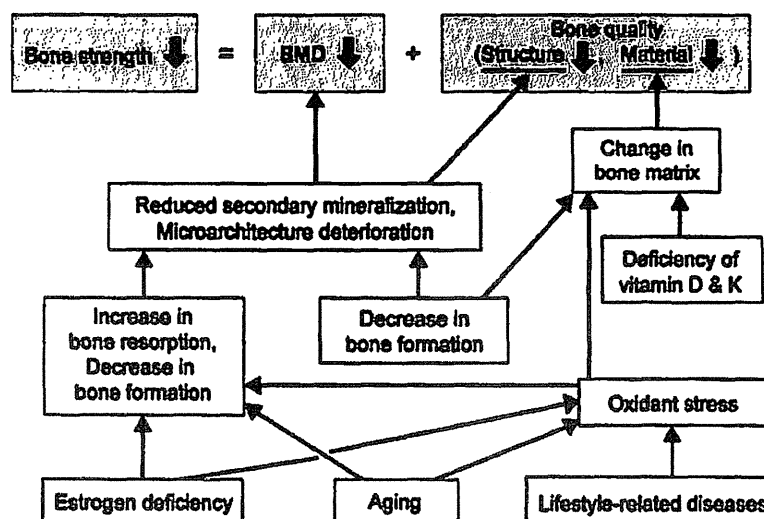 Bone quality
Bone strength = BMD + (Structure , Material )
Change in
bone matrix
Reduced secondary mineralization,
Microarchitecture deterioration
Deficiency of
vitamin D & K
Increase in
bone resorption,
Decrease in
bone formation
Decrease in
bone formation
Oxidant stress
Estrogen deficiency
Aging
Lifestyle-related diseases